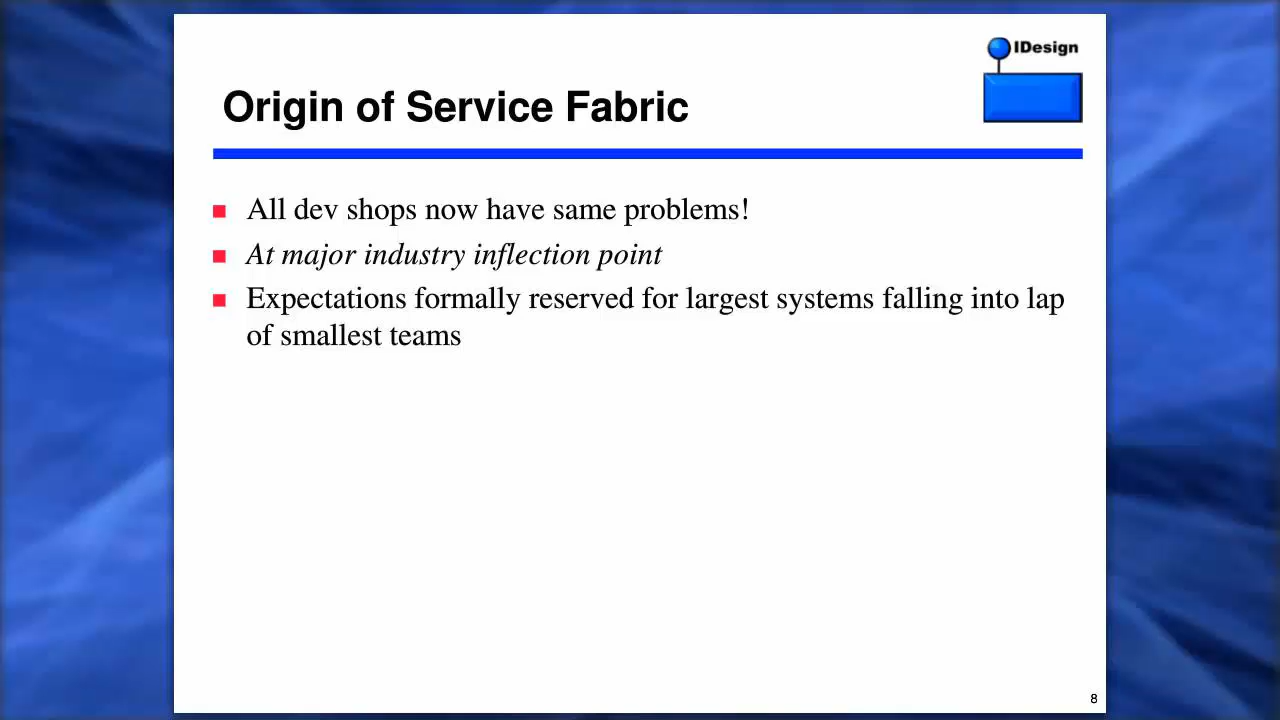 IDesign
Origin of Service Fabric
All dev shops now have same problems!
At major industry inflection point
Expectations formally reserved for largest systems falling into lap
of smallest teams
8